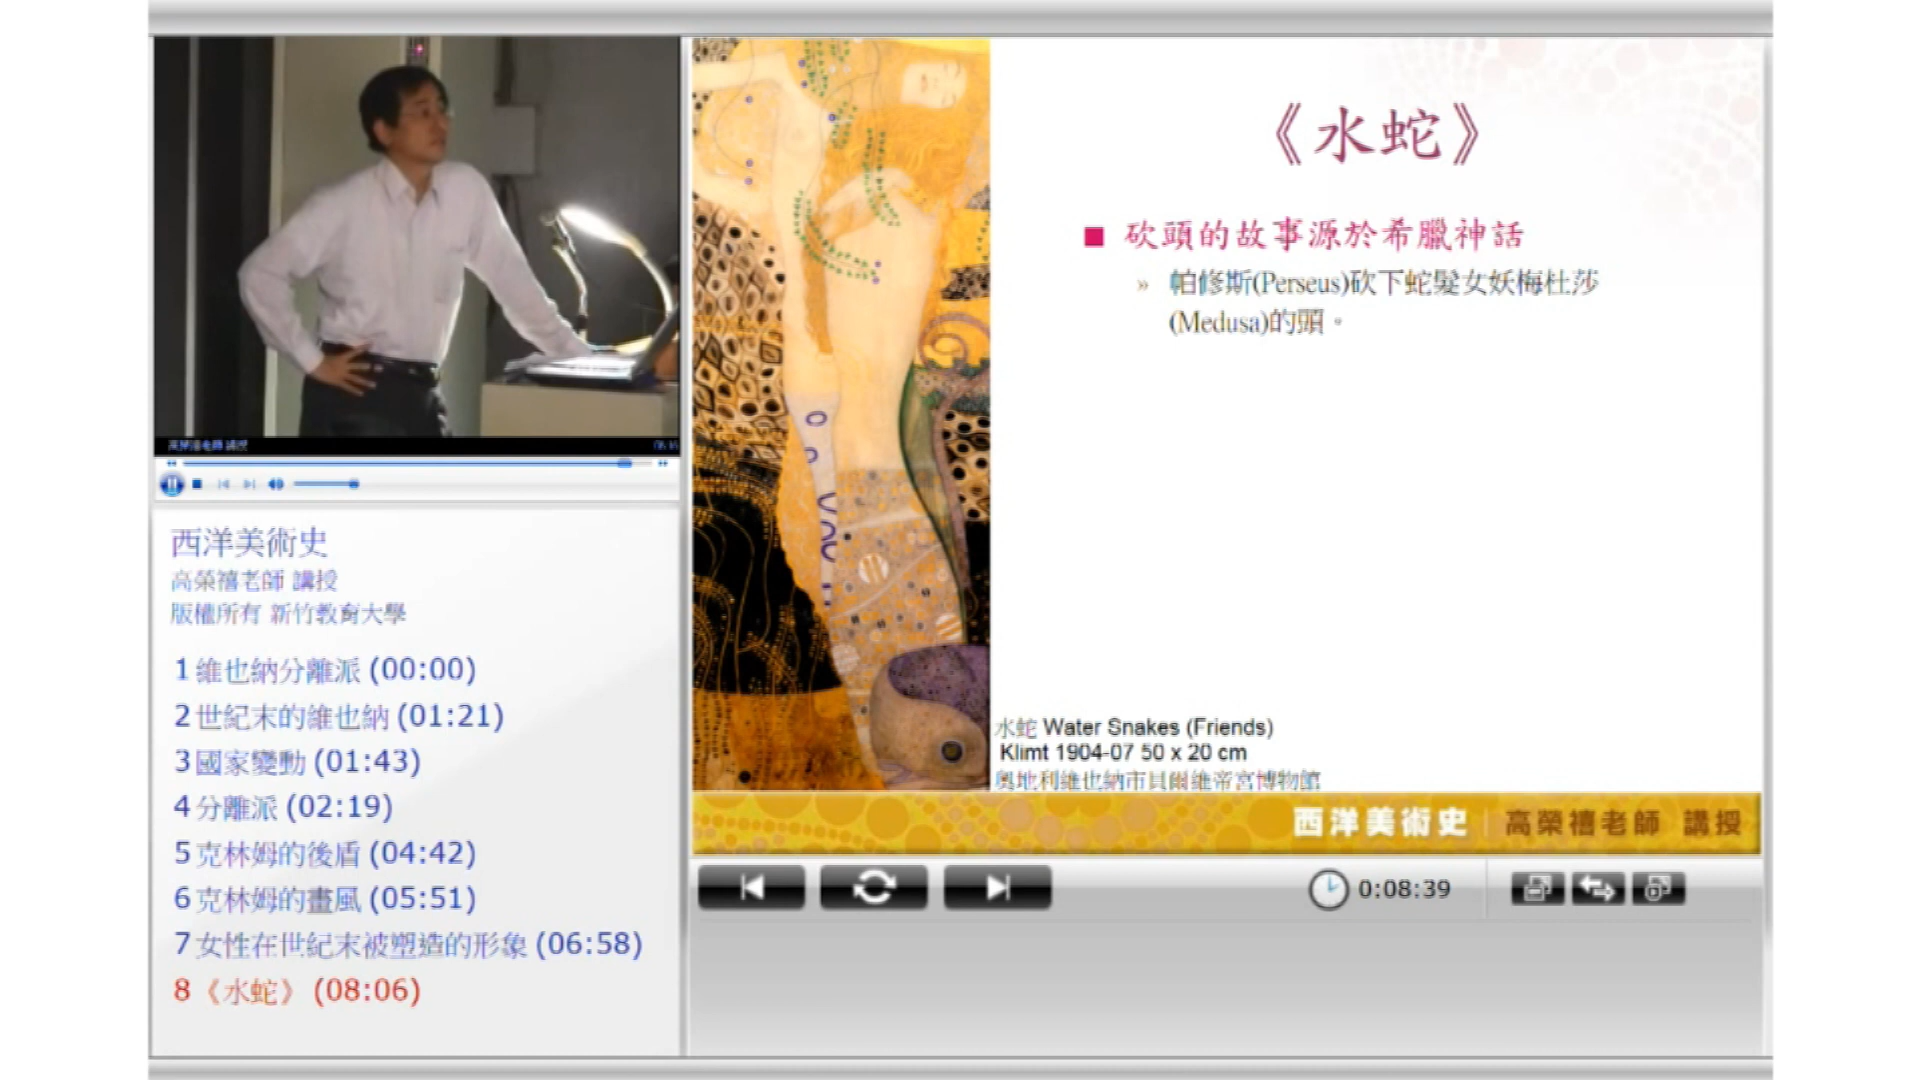 高榮禧老師 講授
西洋美術史
高榮禧老師 講授
版權所有 新竹教育大學
1 維也納分離派 (00:00)
2 世紀末的維也納 (01:21)
3 國家變動 (01:43)
4 分離派 (02:19)
5 克林姆的後盾 (04:42)
6 克林姆的畫風 (05:51)
7 女性在世紀末被塑造的形象 (06:58)
8 《水蛇》 (08:06)
《水蛇》
砍頭的故事源於希臘神話
» 帕修斯(Perseus)砍下蛇髮女妖梅杜莎
(Medusa)的頭。
水蛇 Water Snakes (Friends)
Klimt 1904-07 50 x 20 cm
奧地利維也納市貝爾維帝宮博物館
西洋美術史 | 高榮禧老師 講授
0:08:39